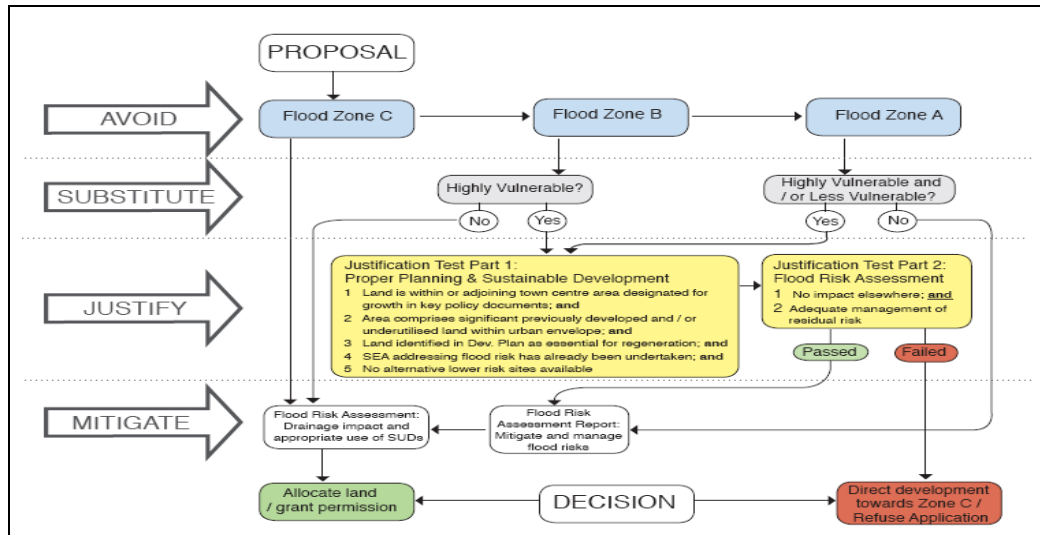 PROPOSAL
AVOID
Flood Zone C
Flood Zone B
Flood Zone A
SUBSTITUTE
Highly Vulnerable?
No
Yes
Highly Vulnerable and
/ or Less Vulnerable?
Yes
No
JUSTIFY
Justification Test Part 1:
Proper Planning & Sustainable Development
1 Land is within or adjoining town centre area designated for
growth in key policy documents; and
2 Area comprises significant previously developed and / or
underutilised land within urban envelope; and
3 Land identified in Dev. Plan as essential for regeneration; and
4 SEA addressing flood risk has already been undertaken; and
5 No alternative lower risk sites available
Justification Test Part 2:
Flood Risk Assessment
1 No impact elsewhere; and
2 Adequate management of
residual risk
Passed
Failed
MITIGATE
Flood Risk Assessment:
Drainage impact and
appropriate use of SUDs
Flood Risk
Assessment Report:
Mitigate and manage
flood risks
Allocate land
/ grant permission
DECISION
Direct development
towards Zone C /
Refuse Application